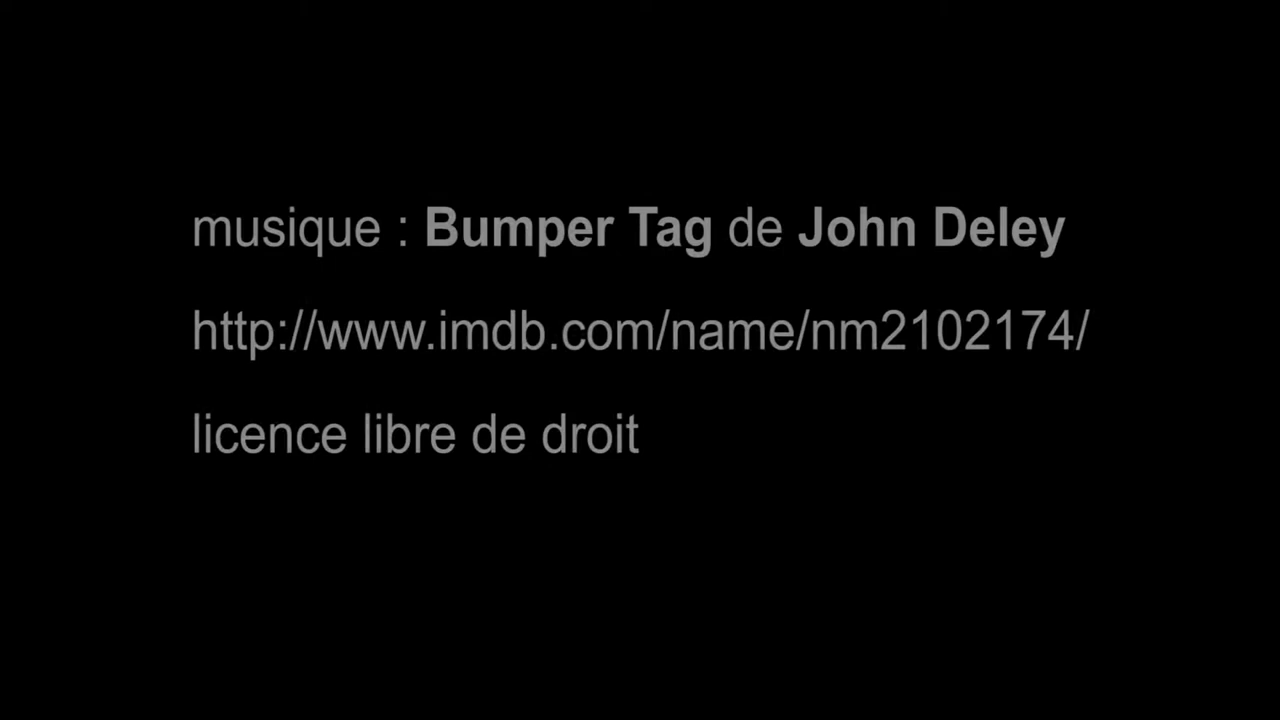 musique : Bumper Tag de John Deley
http://www.imdb.com/name/nm2102174/
licence libre de droit